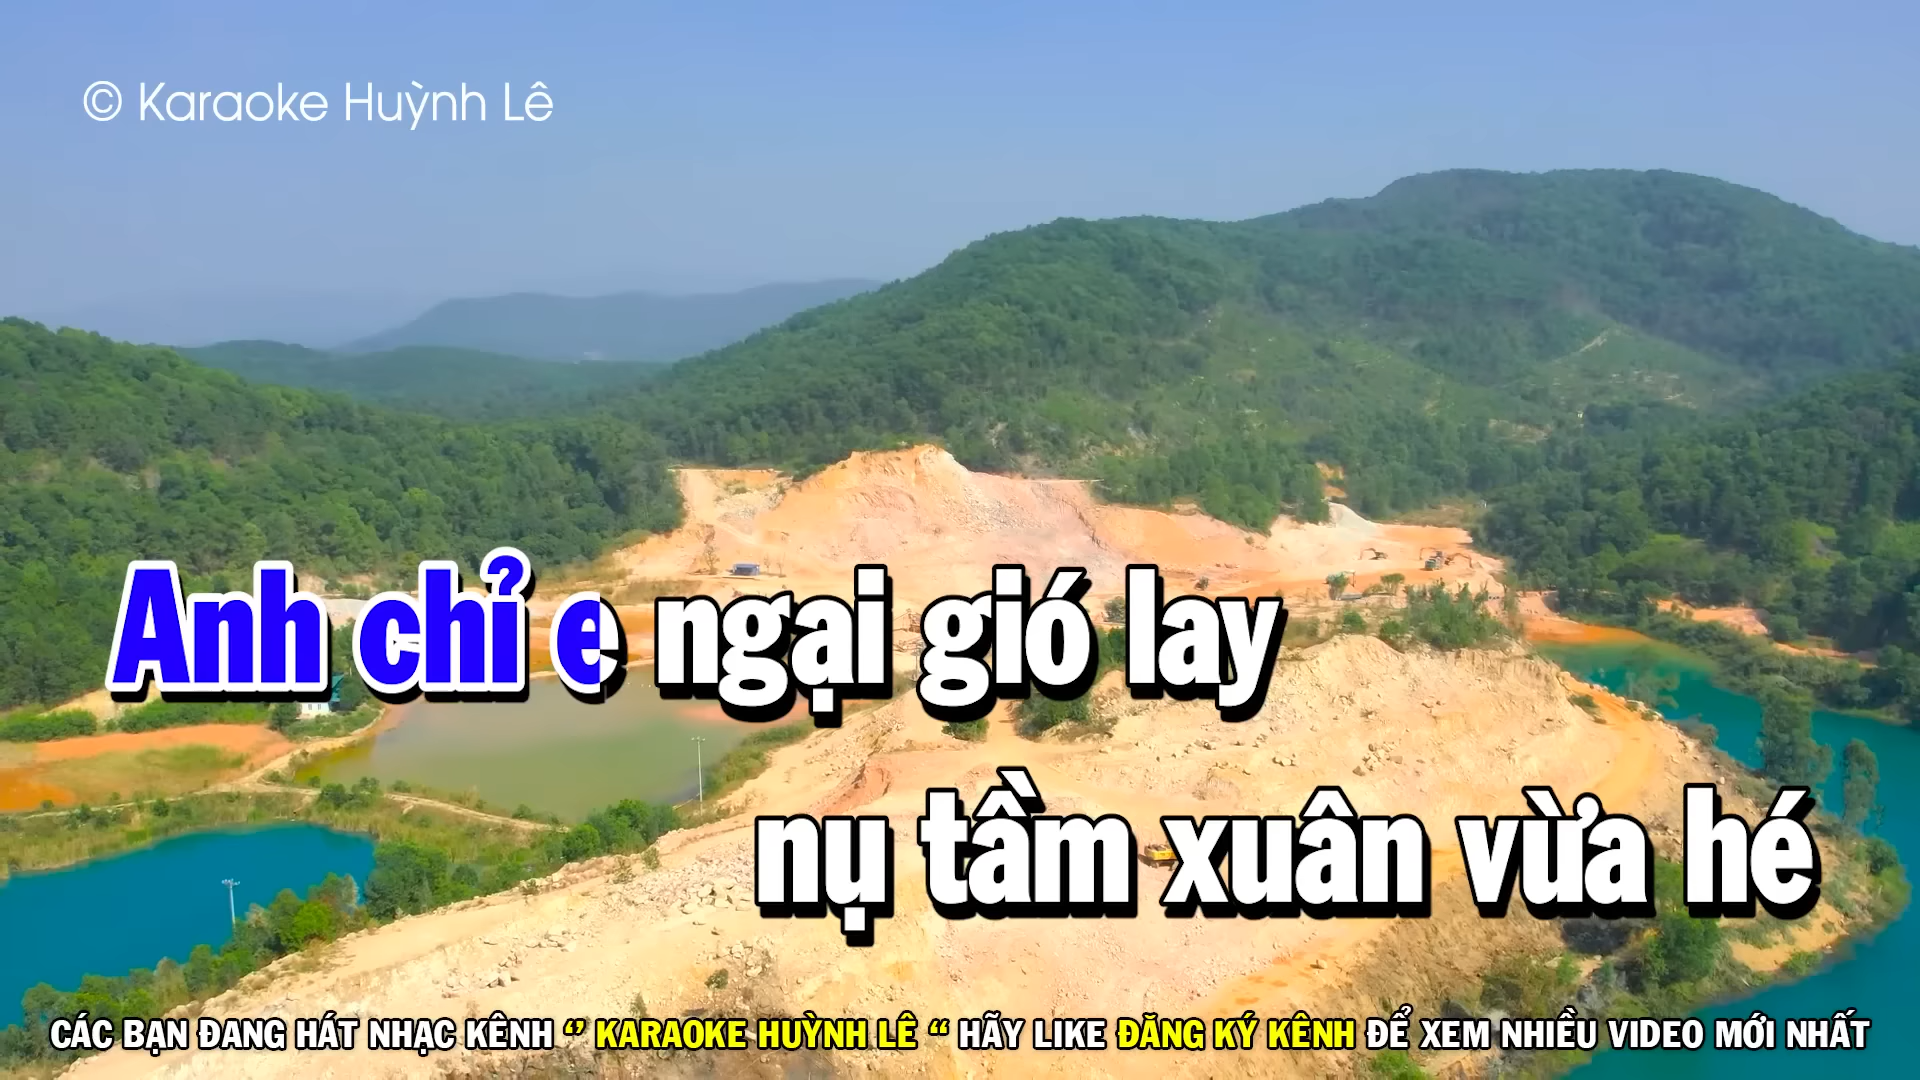 © Karaoke Huỳnh Lê
Anh chỉ e ngại gió lay
nụ tầm xuân vừa hé
CÁC BẠN ĐANG HÁT NHẠC KÊNH “ KARAOKE HUỲNH LÊ “ HÃY LIKE ĐĂNG KÝ KÊNH ĐỂ XEM NHIỀU VIDEO MỚI NHẤT